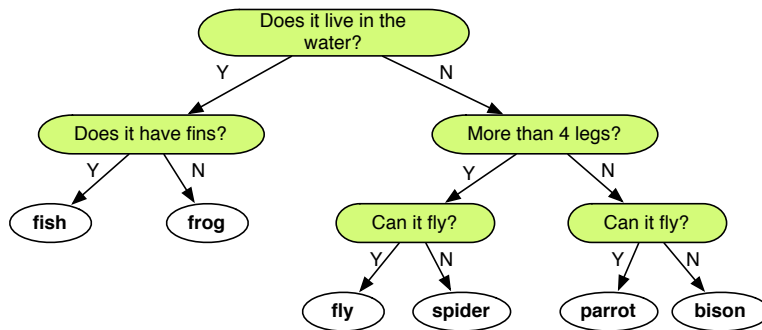 Does it live in the
water?
Y
N
Does it have fins?
More than 4 legs?
Y
N
Y
N
fish
frog
Can it fly?
Can it fly?
Y
N
Y
N
fly
spider
parrot
bison